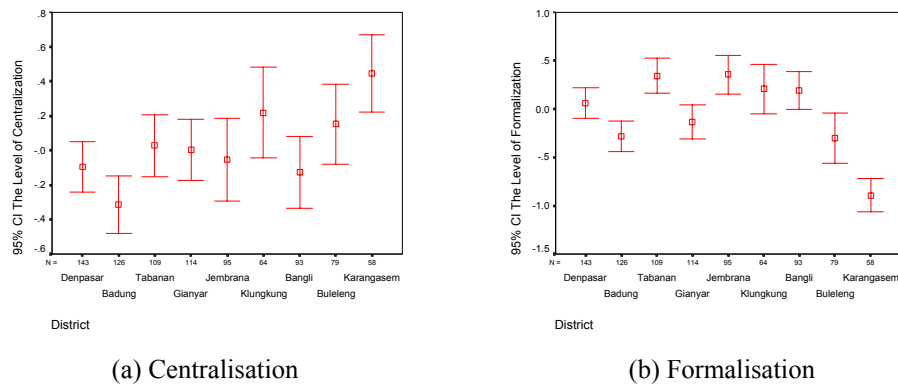 .8
.6
.4
.2
-.0
-.2
-.4
-.6
95% CI The Level of Centralization
N = 143 126 109 114 95 64 93 79 58
Denpasar Tabanan Jembrana Bangli Karangasem
Badung Gianyar Klungkung Buleleng
District
(a) Centralisation
1.0
.5
0.0
-.5
-1.0
-1.5
95% CI The Level of Formalization
N = 143 126 109 114 95 64 93 79 58
Denpasar Tabanan Jembrana Bangli Karangasem
Badung Gianyar Klungkung Buleleng
District
(b) Formalisation